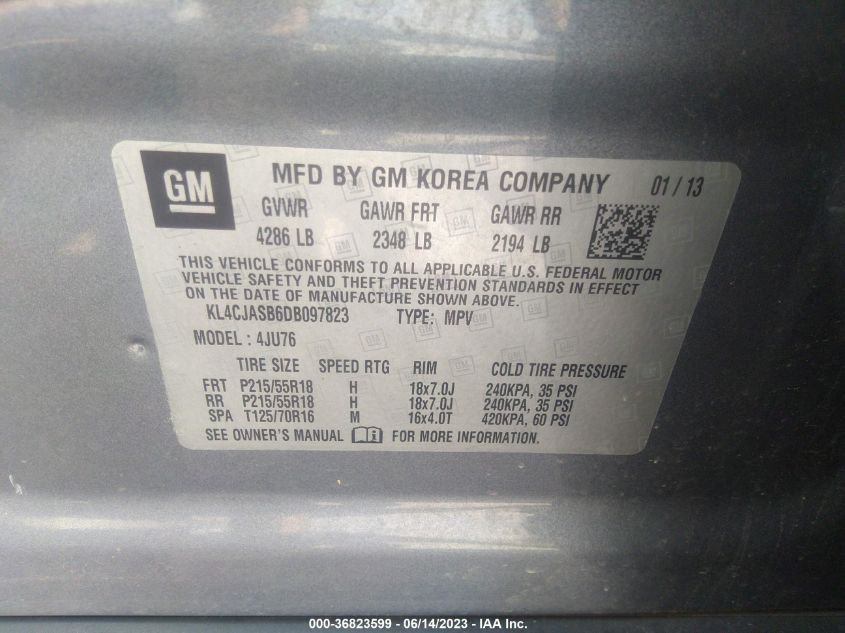 GM
MFD BY GM KOREA COMPANY 01 / 13
GVWR GAWR FRT GAWR RR
4286 LB 2348 LB 2194 LB
THIS VEHICLE CONFORMS TO ALL APPLICABLE U.S. FEDERAL MOTOR
VEHICLE SAFETY AND THEFT PREVENTION STANDARDS IN EFFECT
ON THE DATE OF MANUFACTURE SHOWN ABOVE.
KL4CJASB6DB097823 TYPE: MPV
MODEL : 4JU76
TIRE SIZE SPEED RTG RIM COLD TIRE PRESSURE
FRT P215/55R18 H 18x7.0J 240KPA, 35 PSI
RR P215/55R18 H 18x7.0J 240KPA, 35 PSI
SPA T125/70R16 M 16x4.0T 420KPA, 60 PSI
SEE OWNER'S MANUAL FOR MORE INFORMATION.
000-36823599 - 06/14/2023 - IAA Inc.